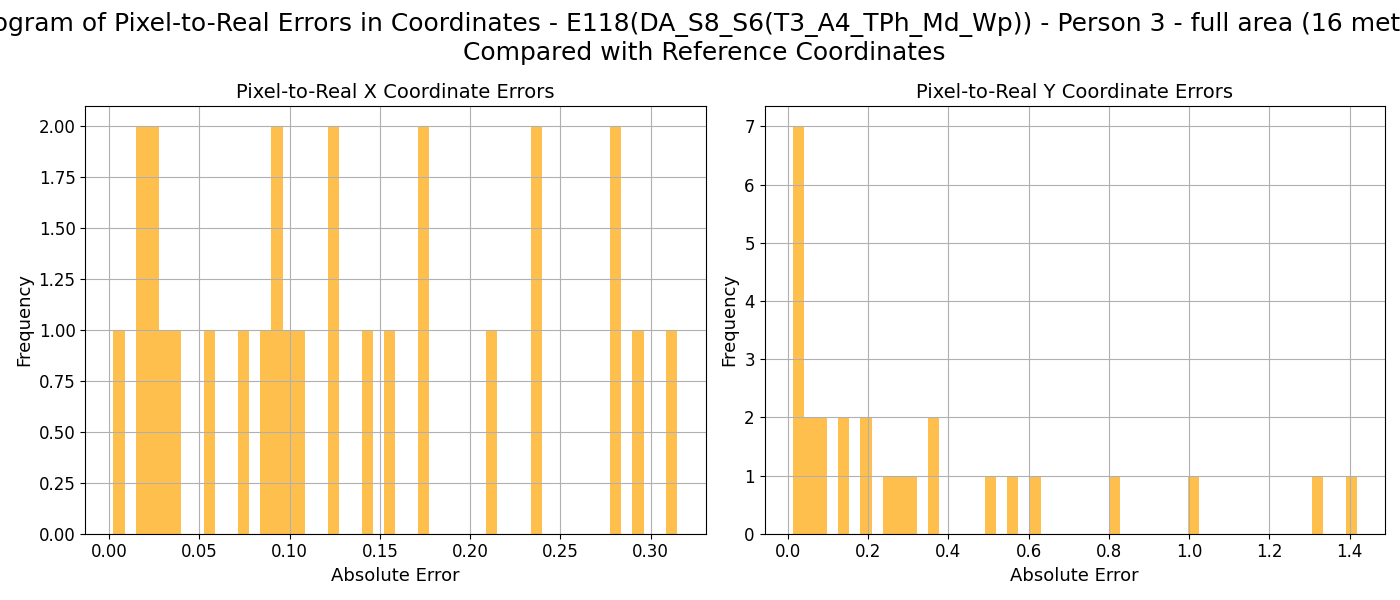 ogram of Pixel-to-Real Errors in Coordinates - E118(DA_S8_S6(T3_A4_TPh_Md_Wp)) - Person 3 - full area (16 met
Compared with Reference Coordinates
Pixel-to-Real X Coordinate Errors
Frequency
2.00
1.75
1.50
1.25
1.00
0.75
0.50
0.25
0.00
0.00 0.05 0.10 0.15 0.20 0.25 0.30
Absolute Error
Pixel-to-Real Y Coordinate Errors
Frequency
7
6
5
4
3
2
1
0
0.0 0.2 0.4 0.6 0.8 1.0 1.2 1.4
Absolute Error